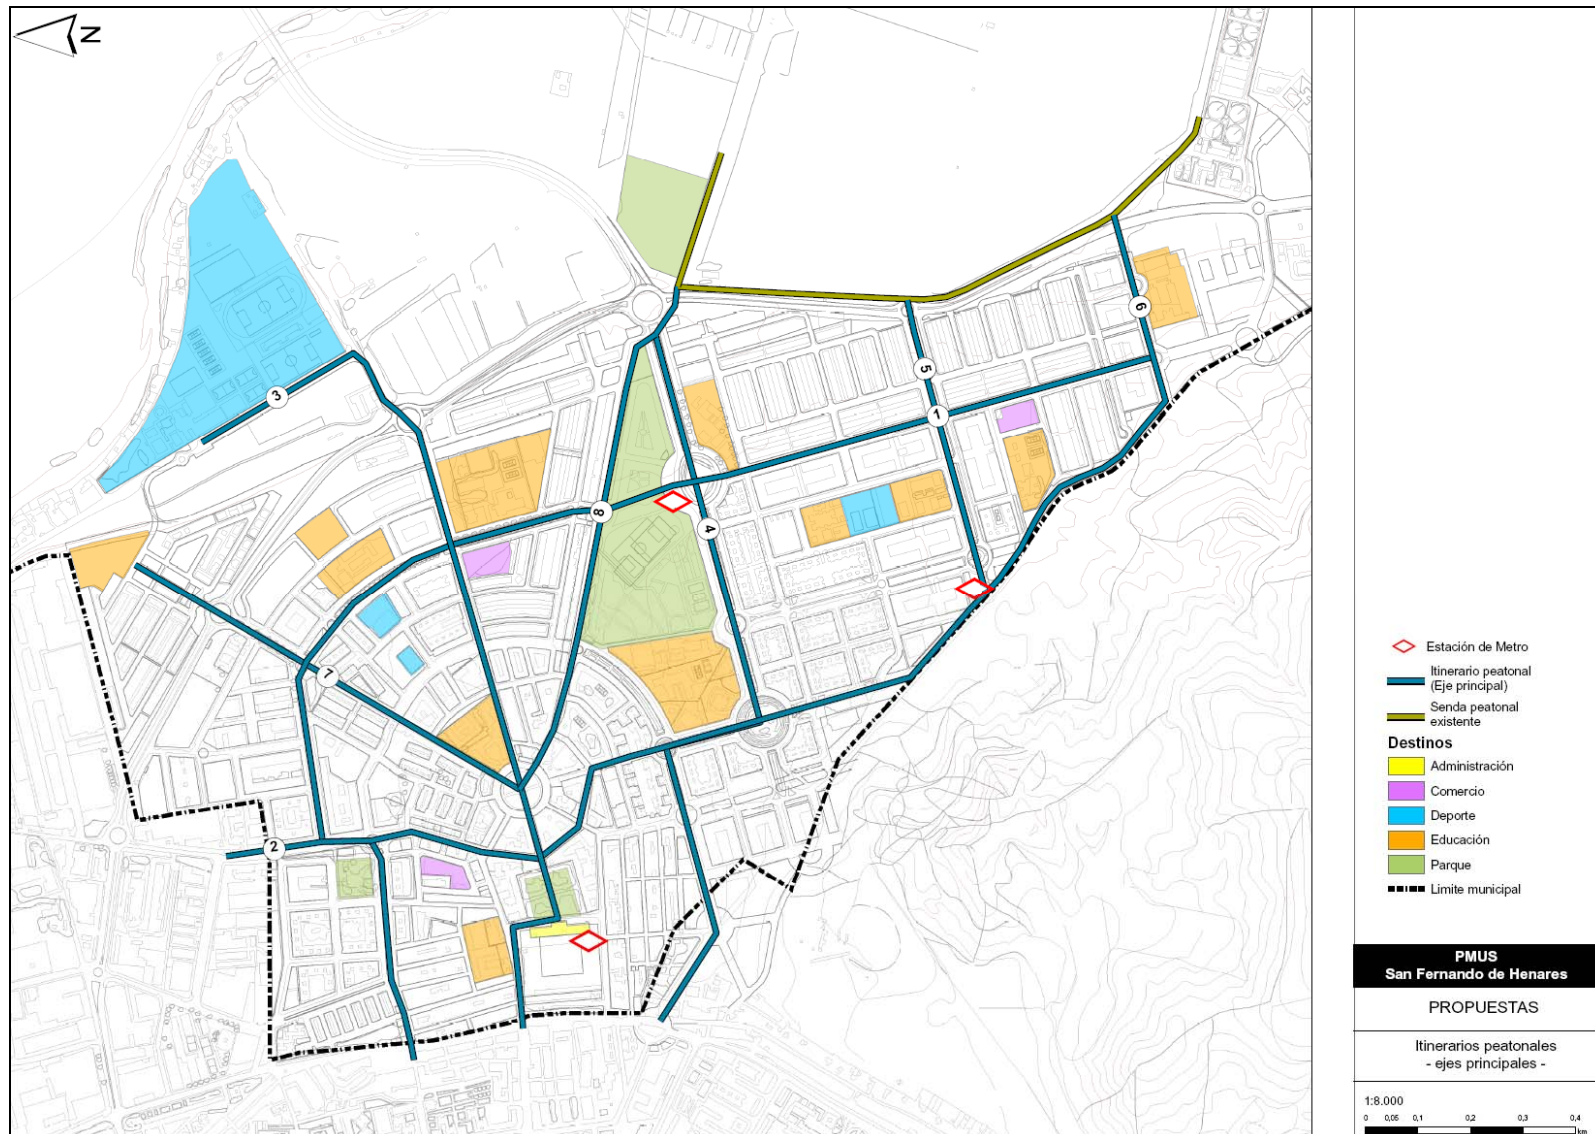 N
3
8
4
1
5
6
7
2
Estación de Metro
Itinerario peatonal
(Eje principal)
Senda peatonal
existente
Destinos
Administración
Comercio
Deporte
Educación
Parque
Limite municipal
PMUS
San Fernando de Henares
PROPUESTAS
Itinerarios peatonales
- ejes principales -
1:8.000
0 0,05 0,1 0,2 0,3 0,4
km